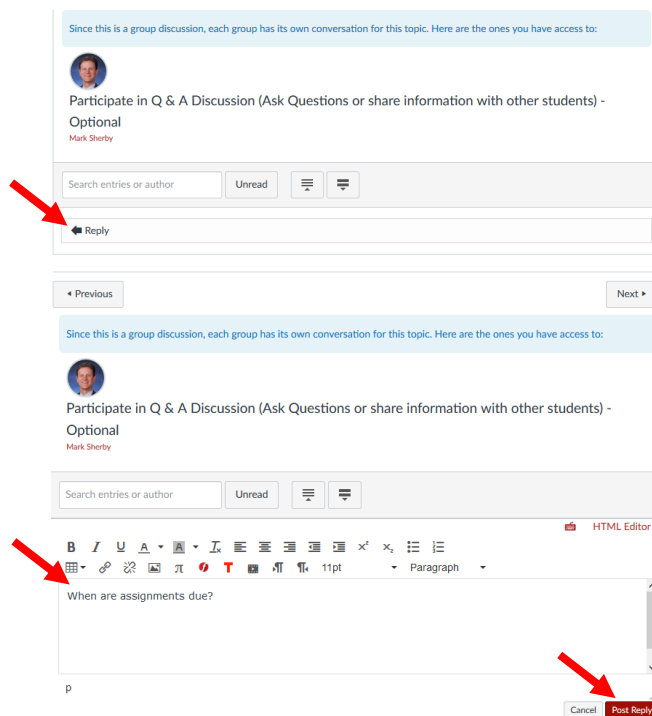 Since this is a group discussion, each group has its own conversation for this topic. Here are the ones you have access to:
Participate in Q & A Discussion (Ask Questions or share information with other students) -
Optional
Mark Sherby
Search entries or author
Unread
Reply
Previous
Next
Since this is a group discussion, each group has its own conversation for this topic. Here are the ones you have access to:
Participate in Q & A Discussion (Ask Questions or share information with other students) -
Optional
Mark Sherby
Search entries or author
Unread
HTML Editor
B I U A A Tx x² x₂
π T ¶ ¶ 11pt Paragraph
When are assignments due?
p
Cancel Post Reply